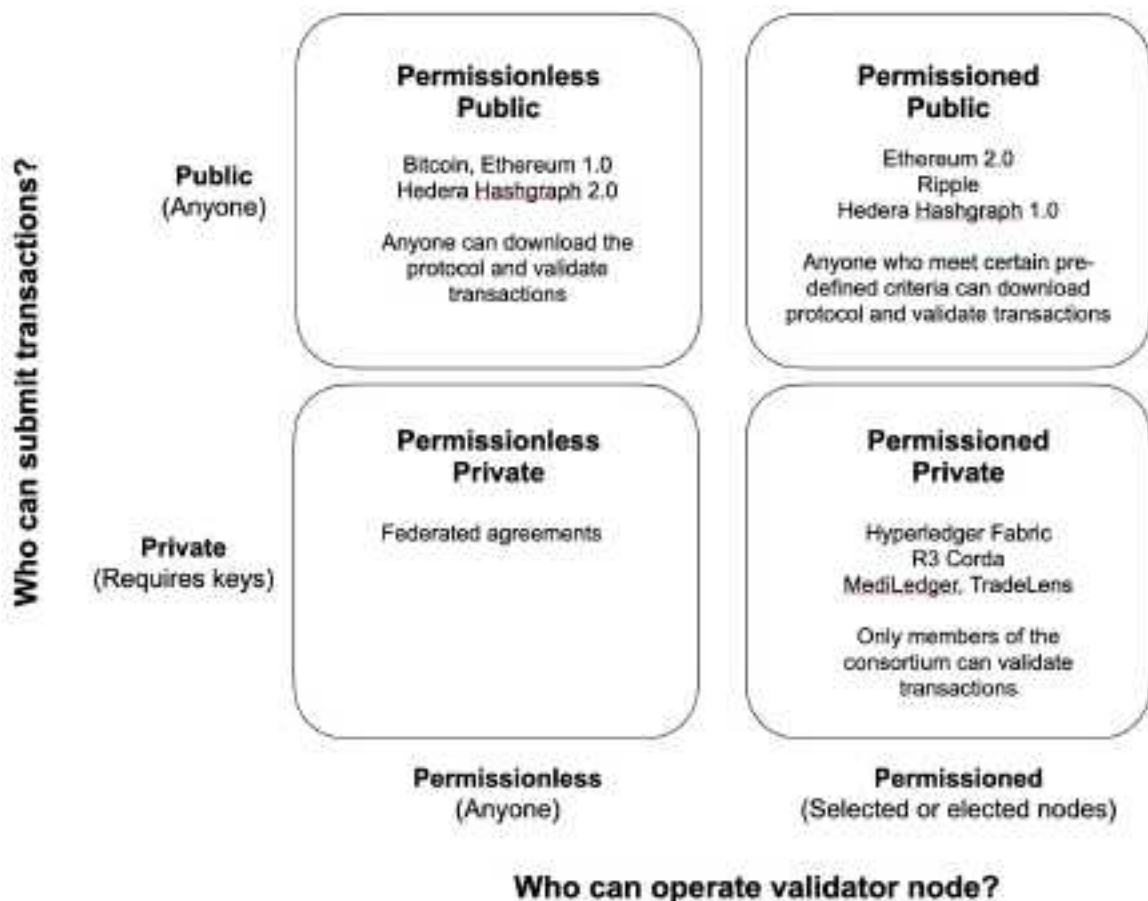 Who can submit transactions?
Public
(Anyone)
Permissionless
Public
Bitcoin, Ethereum 1.0
Hedera Hashgraph 2.0
Anyone can download the
protocol and validate
transactions
Permissioned
Public
Ethereum 2.0
Ripple
Hedera Hashgraph 1.0
Anyone who meet certain pre-
defined criteria can download
protocol and validate transactions
Private
(Requires keys)
Permissionless
Private
Federated agreements
Permissioned
Private
Hyperledger Fabric
R3 Corda
MediLedger, TradeLens
Only members of the
consortium can validate
transactions
Permissionless
(Anyone)
Permissioned
(Selected or elected nodes)
Who can operate validator node?